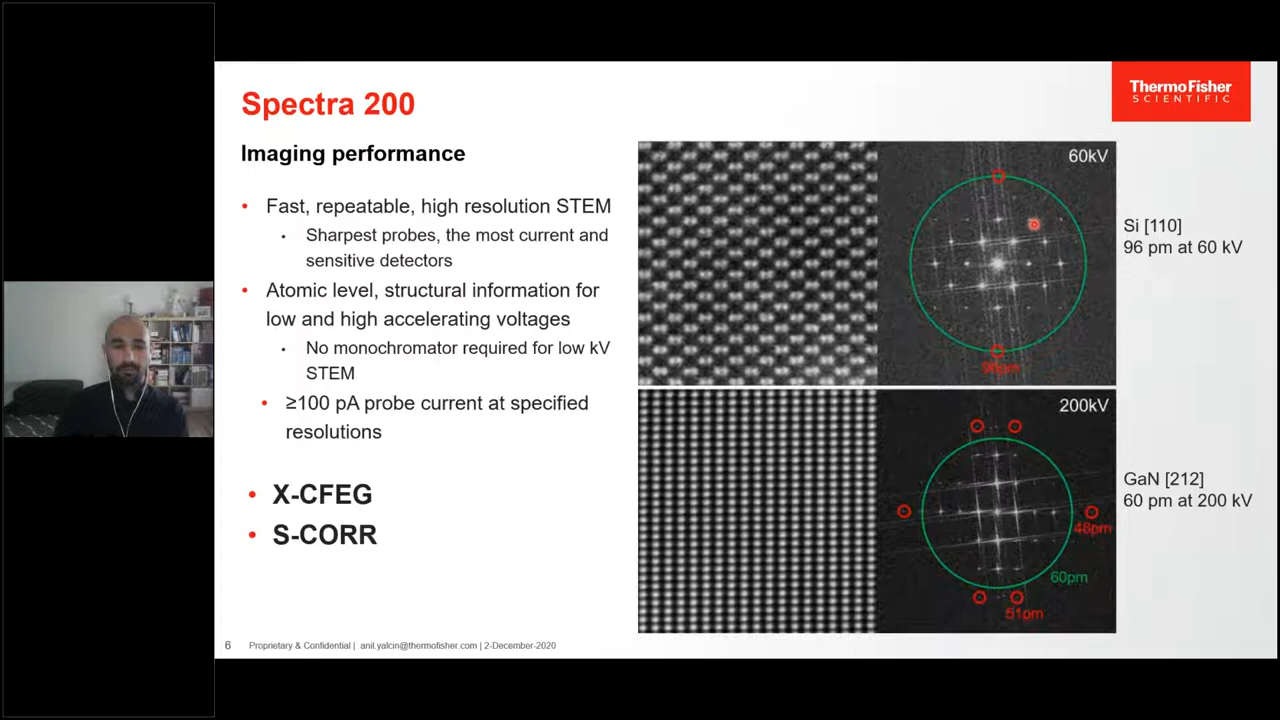 Spectra 200
ThermoFisher
SCIENTIFIC
Imaging performance
• Fast, repeatable, high resolution STEM
• Sharpest probes, the most current and
sensitive detectors
• Atomic level, structural information for
low and high accelerating voltages
• No monochromator required for low kV
STEM
• ≥100 pA probe current at specified
resolutions
• X-CFEG
• S-CORR
60kV
96pm
Si [110]
96 pm at 60 kV
200kV
48pm
60pm
51pm
GaN [212]
60 pm at 200 kV
6 Proprietary & Confidential | anil.yalcin@thermofisher.com | 2-December-2020